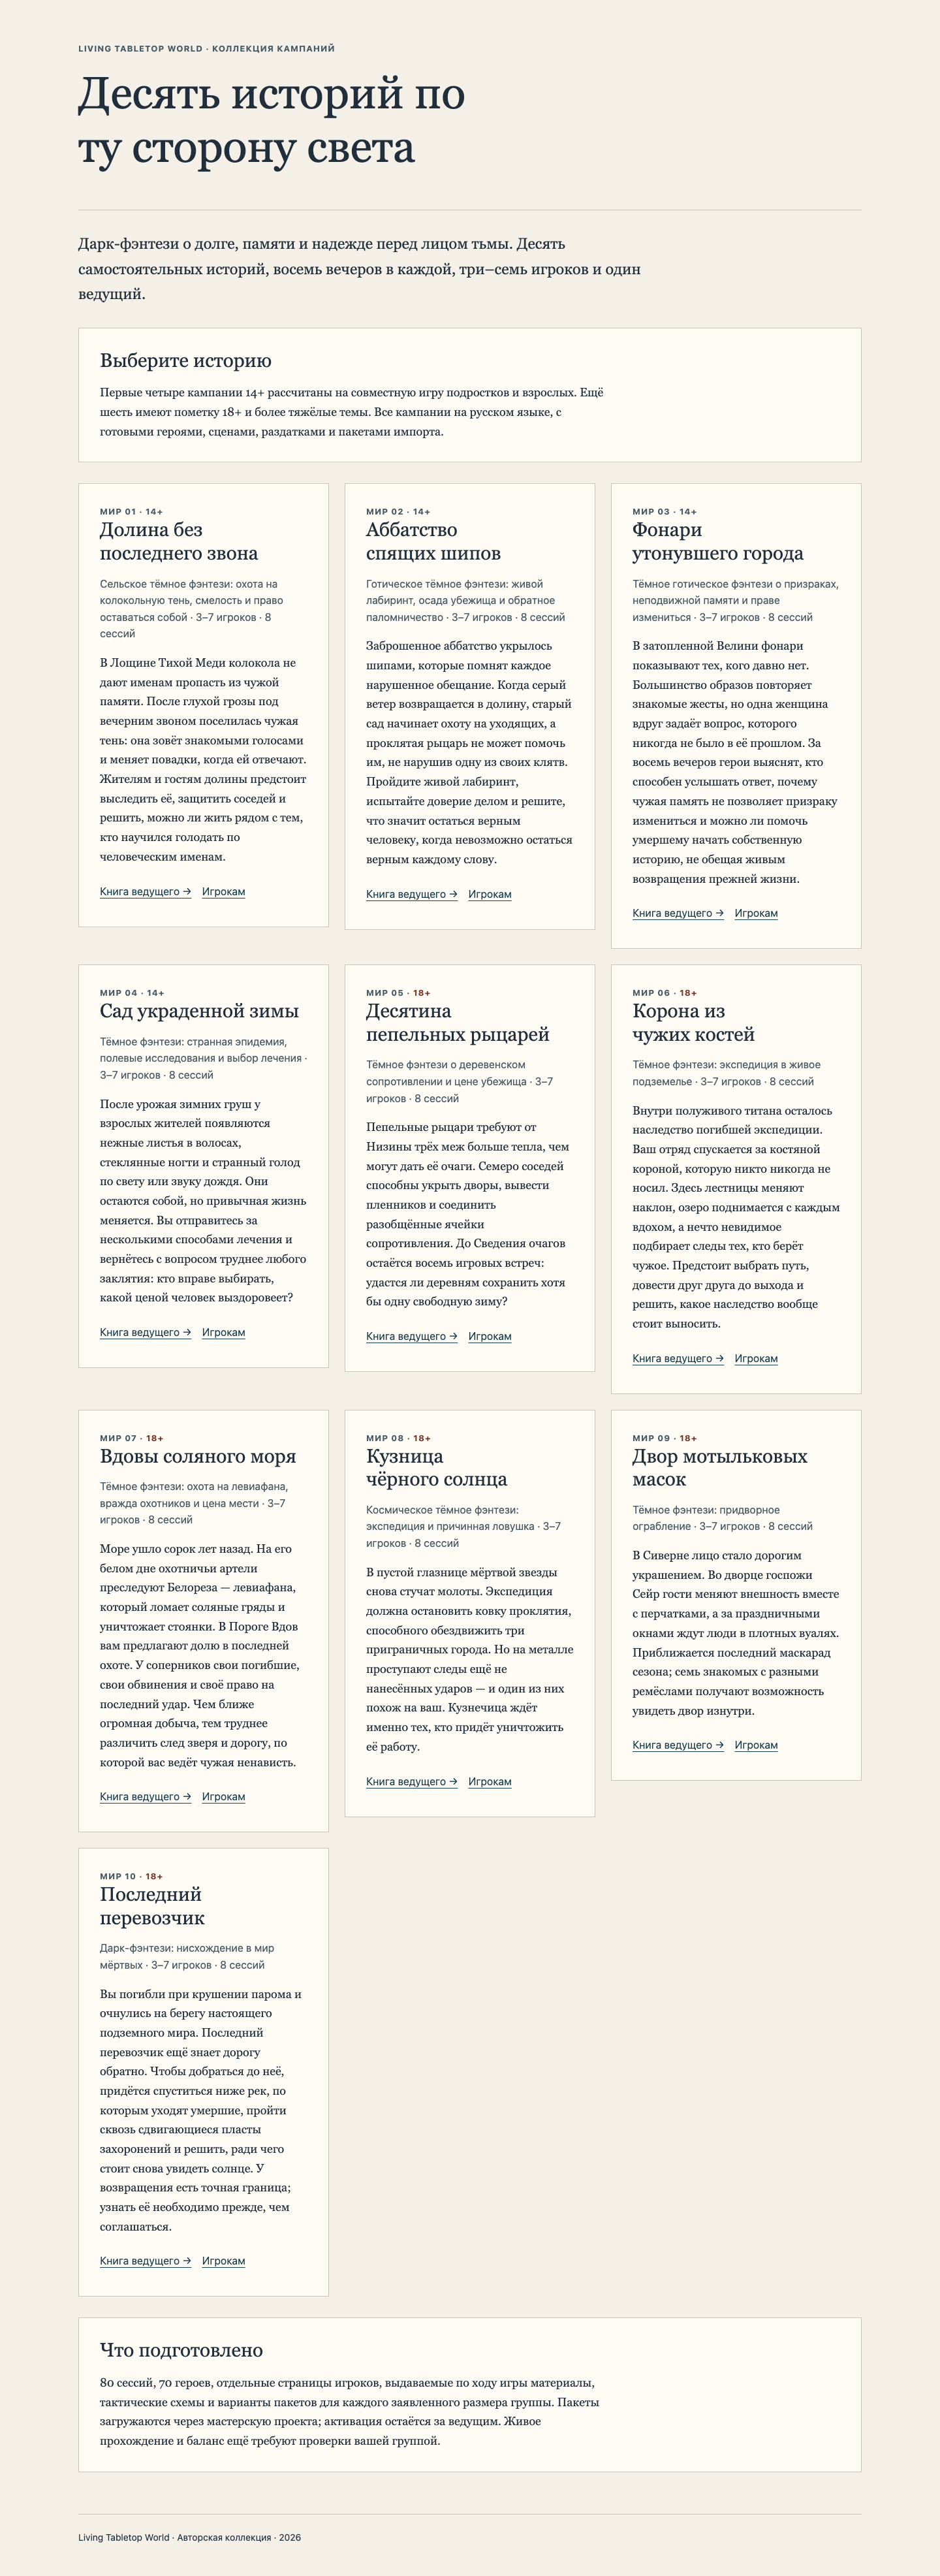 LIVING TABLETOP WORLD · КОЛЛЕКЦИЯ КАМПАНИЙ
Десять историй по
ту сторону света
Дарк-фэнтези о долге, памяти и надежде перед лицом тьмы. Десять
самостоятельных историй, восемь вечеров в каждой, три–семь игроков и один
ведущий.
Выберите историю
Первые четыре кампании 14+ рассчитаны на совместную игру подростков и взрослых. Ещё
шесть имеют пометку 18+ и более тяжёлые темы. Все кампании на русском языке, с
готовыми героями, сценами, раздатками и пакетами импорта.
МИР 01 · 14+
Долина без
последнего звона
Сельское тёмное фэнтези: охота на
колокольную тень, смелость и право
оставаться собой · 3–7 игроков · 8
сессий
В Лощине Тихой Меди колокола не
дают именам пропасть из чужой
памяти. После глухой грозы под
вечерним звоном поселилась чужая
тень: она зовёт знакомыми голосами
и меняет повадки, когда ей отвечают.
Жителям и гостям долины предстоит
выследить её, защитить соседей и
решить, можно ли жить рядом с тем,
кто научился голодать по
человеческим именам.
Книга ведущего → Игрокам
МИР 02 · 14+
Аббатство
спящих шипов
Готическое тёмное фэнтези: живой
лабиринт, осада убежища и обратное
паломничество · 3–7 игроков · 8 сессий
Заброшенное аббатство укрылось
шипами, которые помнят каждое
нарушенное обещание. Когда серый
ветер возвращается в долину, старый
сад начинает охоту на уходящих, а
проклятая рыцарь не может помочь
им, не нарушив одну из своих клятв.
Пройдите живой лабиринт,
испытайте доверие делом и решите,
что значит остаться верным
человеку, когда невозможно остаться
верным каждому слову.
Книга ведущего → Игрокам
МИР 03 · 14+
Фонари
утонувшего города
Тёмное готическое фэнтези о призраках,
неподвижной памяти и праве
измениться · 3–7 игроков · 8 сессий
В затопленной Велини фонари
показывают тех, кого давно нет.
Большинство образов повторяет
знакомые жесты, но одна женщина
вдруг задаёт вопрос, которого
никогда не было в её прошлом. За
восемь вечеров герои выяснят, кто
способен услышать ответ, почему
чужая память не позволяет призраку
измениться и можно ли помочь
умершему начать собственную
историю, не обещая живым
возвращения прежней жизни.
Книга ведущего → Игрокам
МИР 04 · 14+
Сад украденной зимы
Тёмное фэнтези: странная эпидемия,
полевые исследования и выбор лечения ·
3–7 игроков · 8 сессий
После урожая зимних груш у
взрослых жителей появляются
нежные листья в волосах,
стеклянные ногти и странный голод
по свету или звуку дождя. Они
остаются собой, но привычная жизнь
меняется. Вы отправитесь за
несколькими способами лечения и
вернётесь с вопросом труднее любого
заклятия: кто вправе выбирать,
какой ценой человек выздоровеет?
Книга ведущего → Игрокам
МИР 05 · 18+
Десятина
пепельных рыцарей
Тёмное фэнтези о деревенском
сопротивлении и цене убежища · 3–7
игроков · 8 сессий
Пепельные рыцари требуют от
Низины трёх меж больше тепла, чем
могут дать её очаги. Семеро соседей
способны укрыть дворы, вывести
пленников и соединить
разобщённые ячейки
сопротивления. До Сведения очагов
остаётся восемь игровых встреч:
удастся ли деревням сохранить хотя
бы одну свободную зиму?
Книга ведущего → Игрокам
МИР 06 · 18+
Корона из
чужих костей
Тёмное фэнтези: экспедиция в живое
подземелье · 3–7 игроков · 8 сессий
Внутри полуживого титана осталось
наследство погибшей экспедиции.
Ваш отряд спускается за костяной
короной, которую никто никогда не
носил. Здесь лестницы меняют
наклон, озеро поднимается с каждым
вдохом, а нечто невидимое
подбирает следы тех, кто берёт
чужое. Предстоит выбрать путь,
довести друг друга до выхода и
решить, какое наследство вообще
стоит выносить.
Книга ведущего → Игрокам
МИР 07 · 18+
Вдовы соляного моря
Тёмное фэнтези: охота на левиафана,
вражда охотников и цена мести · 3–7
игроков · 8 сессий
Море ушло сорок лет назад. На его
белом дне охотничьи артели
преследуют Белореза — левиафана,
который ломает соляные гряды и
уничтожает стоянки. В Пороге Вдов
вам предлагают долю в последней
охоте. У соперников свои погибшие,
свои обвинения и своё право на
последний удар. Чем ближе
огромная добыча, тем труднее
различить след зверя и дорогу, по
которой вас ведёт чужая ненависть.
Книга ведущего → Игрокам
МИР 08 · 18+
Кузница
чёрного солнца
Космическое тёмное фэнтези:
экспедиция и причинная ловушка · 3–7
игроков · 8 сессий
В пустой глазнице мёртвой звезды
снова стучат молоты. Экспедиция
должна остановить ковку проклятия,
способного обездвижить три
приграничных города. Но на металле
проступают следы ещё не
нанесённых ударов — и один из них
похож на ваш. Кузнечица ждёт
именно тех, кто придёт уничтожить
её работу.
Книга ведущего → Игрокам
МИР 09 · 18+
Двор мотыльковых
масок
Тёмное фэнтези: придворное
ограбление · 3–7 игроков · 8 сессий
В Сиверне лицо стало дорогим
украшением. Во дворце госпожи
Сейр гости меняют внешность вместе
с перчатками, а за праздничными
окнами ждут люди в плотных вуалях.
Приближается последний маскарад
сезона; семь знакомых с разными
ремёслами получают возможность
увидеть двор изнутри.
Книга ведущего → Игрокам
МИР 10 · 18+
Последний
перевозчик
Дарк-фэнтези: нисхождение в мир
мёртвых · 3–7 игроков · 8 сессий
Вы погибли при крушении парома и
очнулись на берегу настоящего
подземного мира. Последний
перевозчик ещё знает дорогу
обратно. Чтобы добраться до неё,
придётся спуститься ниже рек, по
которым уходят умершие, пройти
сквозь сдвигающиеся пласты
захоронений и решить, ради чего
стоит снова увидеть солнце. У
возвращения есть точная граница;
узнать её необходимо прежде, чем
соглашаться.
Книга ведущего → Игрокам
Что подготовлено
80 сессий, 70 героев, отдельные страницы игроков, выдаваемые по ходу игры материалы,
тактические схемы и варианты пакетов для каждого заявленного размера группы. Пакеты
загружаются через мастерскую проекта; активация остаётся за ведущим. Живое
прохождение и баланс ещё требуют проверки вашей группой.
Living Tabletop World · Авторская коллекция · 2026